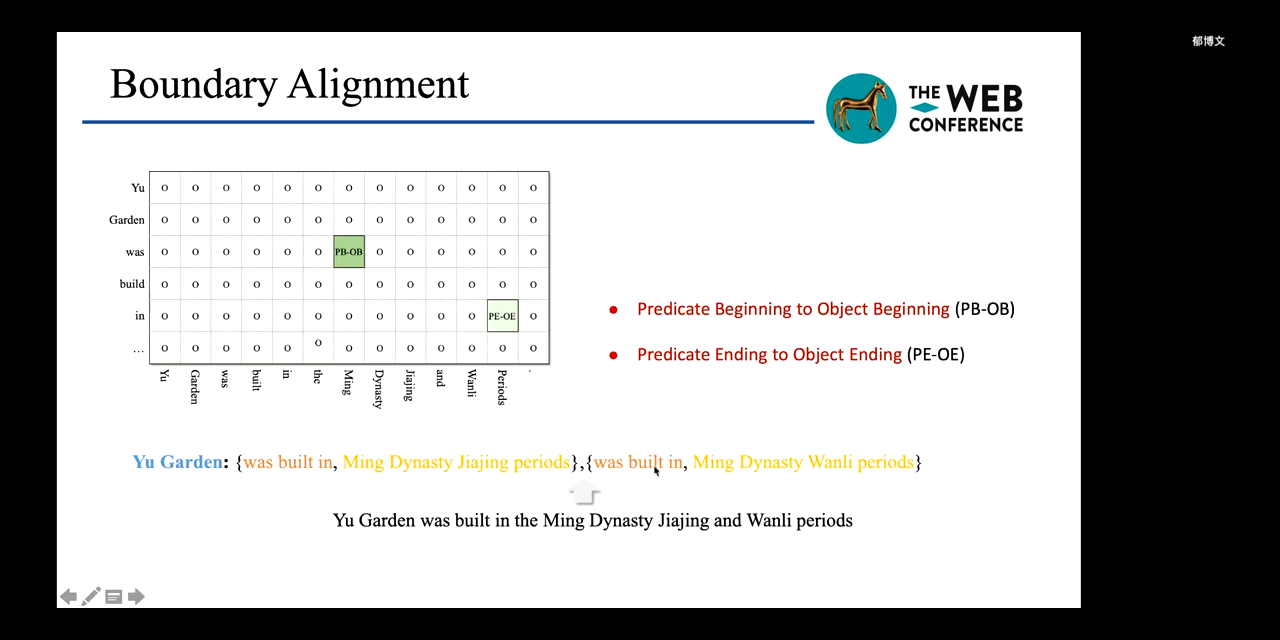 郁博文
Boundary Alignment
THE WEB
CONFERENCE
Yu O O O O O O O O O O O O O
Garden O O O O O O O O O O O O O
was O O O O O O PB-OB O O O O O O
build O O O O O O O O O O O O O
in O O O O O O O O O O O PE-OE O
... O O O O O O O O O O O O O
Yu Garden was built in the Ming Dynasty Jiajing and Wanli Periods .
• Predicate Beginning to Object Beginning (PB-OB)
• Predicate Ending to Object Ending (PE-OE)
Yu Garden: {was built in, Ming Dynasty Jiajing periods},{was built in, Ming Dynasty Wanli periods}
Yu Garden was built in the Ming Dynasty Jiajing and Wanli periods